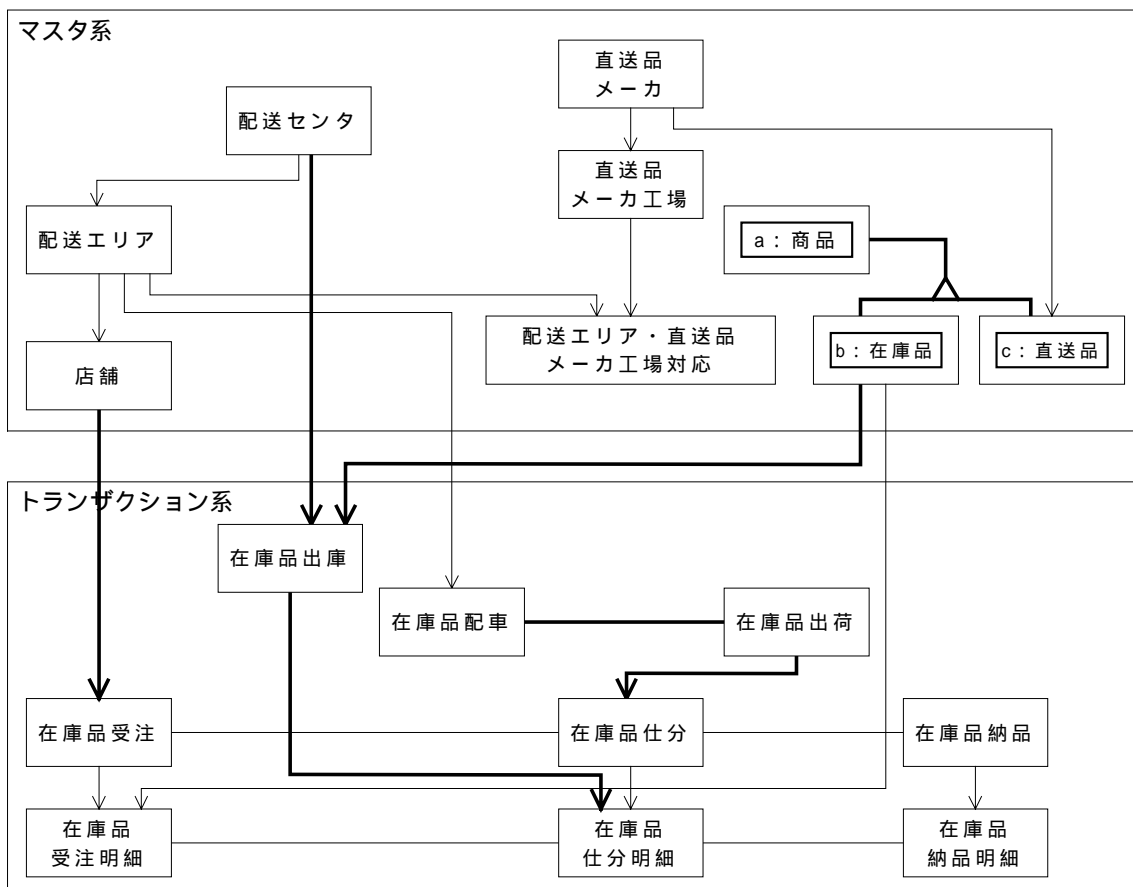 マスタ系
直送品
メーカ
配送センタ
直送品
メーカ工場
配送エリア
a：商品
配送エリア・直送品
メーカ工場対応
b：在庫品
c：直送品
店舗
トランザクション系
在庫品出庫
在庫品配車
在庫品出荷
在庫品受注
在庫品仕分
在庫品納品
在庫品
受注明細
在庫品
仕分明細
在庫品
納品明細